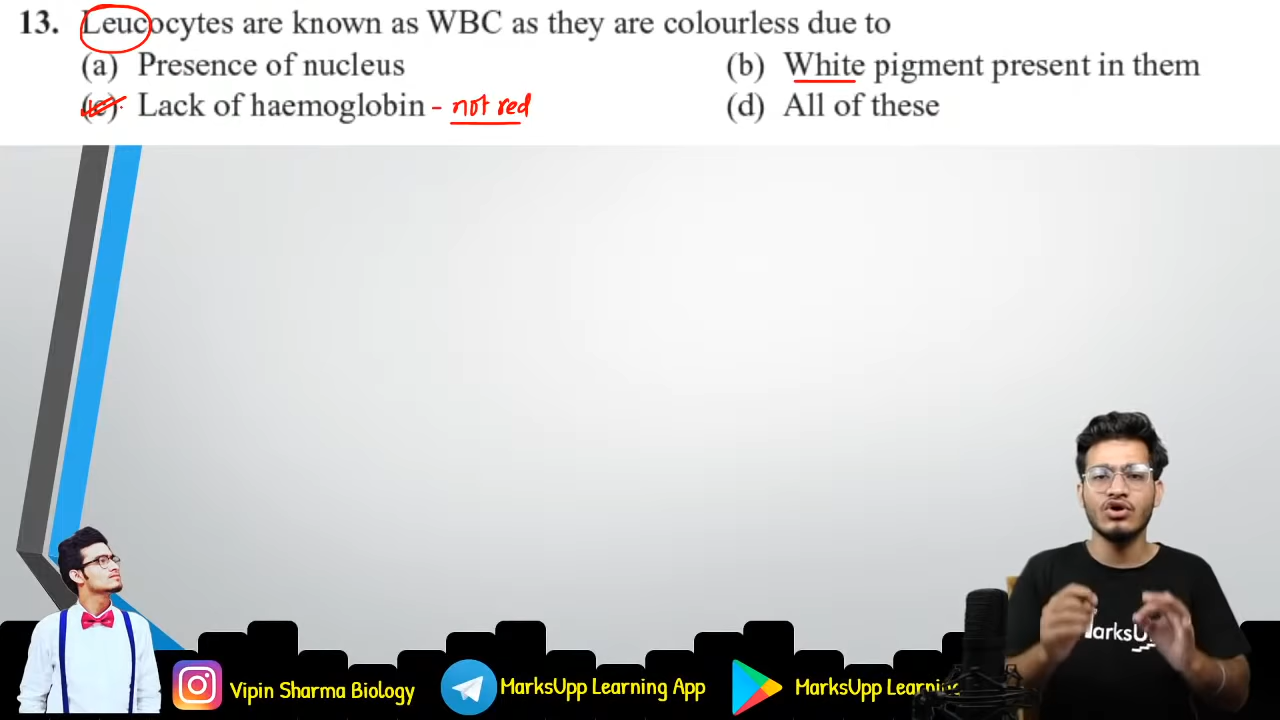 13. Leucocytes are known as WBC as they are colourless due to
(a) Presence of nucleus
(b) White pigment present in them
(c) Lack of haemoglobin - not red
(d) All of these
Vipin Sharma Biology
MarksUpp Learning App
MarksUpp Learning